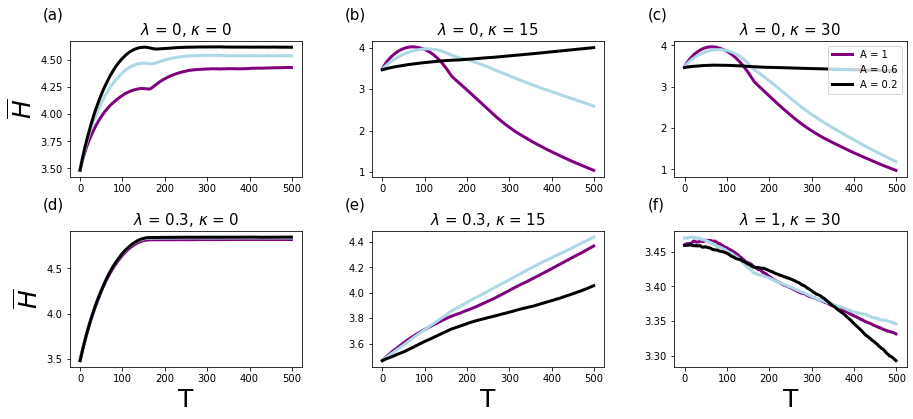 (a)
λ = 0, κ = 0
(b)
λ = 0, κ = 15
(c)
λ = 0, κ = 30
H
4.50
4.25
4.00
3.75
3.50
0 100 200 300 400 500
4
3
2
1
0 100 200 300 400 500
4
3
2
1
0 100 200 300 400 500
A = 1
A = 0.6
A = 0.2
(d)
λ = 0.3, κ = 0
(e)
λ = 0.3, κ = 15
(f)
λ = 1, κ = 30
H
4.5
4.0
3.5
0 100 200 300 400 500
T
4.4
4.2
4.0
3.8
3.6
0 100 200 300 400 500
T
3.45
3.40
3.35
3.30
0 100 200 300 400 500
T